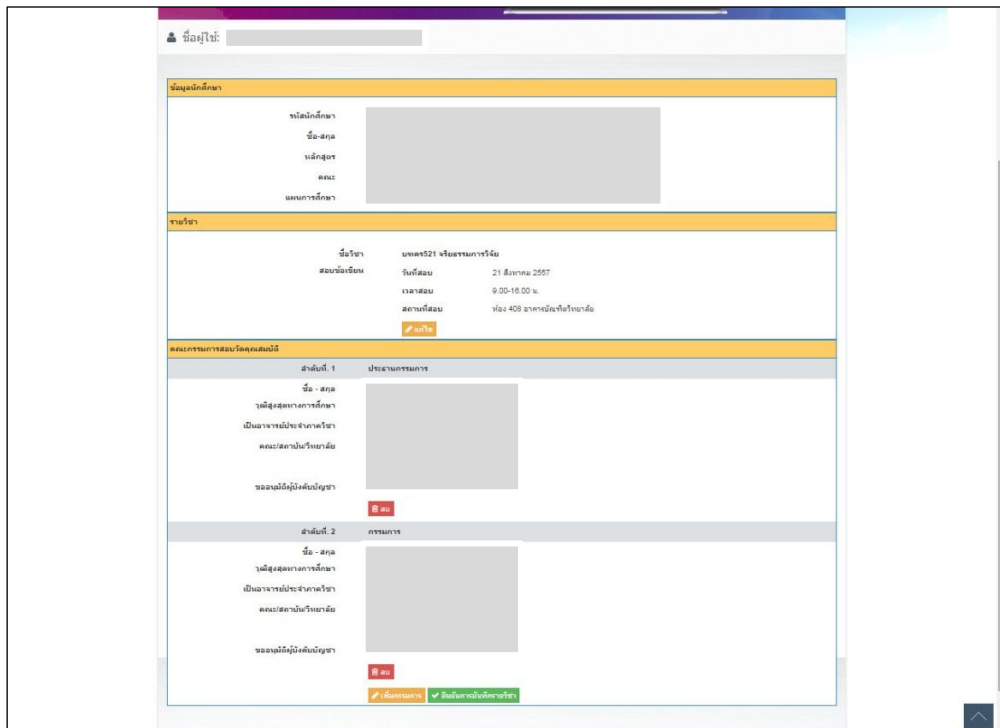 ชื่อผู้ใช้:
ข้อมูลนักศึกษา
รหัสนักศึกษา
ชื่อ-สกุล
หลักสูตร
คณะ
แผนการศึกษา
รายวิชา
ชื่อวิชา บฑคร521 จริยธรรมการวิจัย
สอบข้อเขียน วันที่สอบ 21 สิงหาคม 2567
เวลาสอบ 9.00-16.00 น.
สถานที่สอบ ห้อง 408 อาคารบัณฑิตวิทยาลัย
แก้ไข
คณะกรรมการสอบวัดคุณสมบัติ
ลำดับที่. 1 ประธานกรรมการ
ชื่อ - สกุล
วุฒิสูงสุดทางการศึกษา
เป็นอาจารย์ประจำภาควิชา
คณะ/สถาบัน/วิทยาลัย
ขออนุมัติผู้บังคับบัญชา
ลบ
ลำดับที่. 2 กรรมการ
ชื่อ - สกุล
วุฒิสูงสุดทางการศึกษา
เป็นอาจารย์ประจำภาควิชา
คณะ/สถาบัน/วิทยาลัย
ขออนุมัติผู้บังคับบัญชา
ลบ
เพิ่มกรรมการ ยืนยันการบันทึกรายวิชา